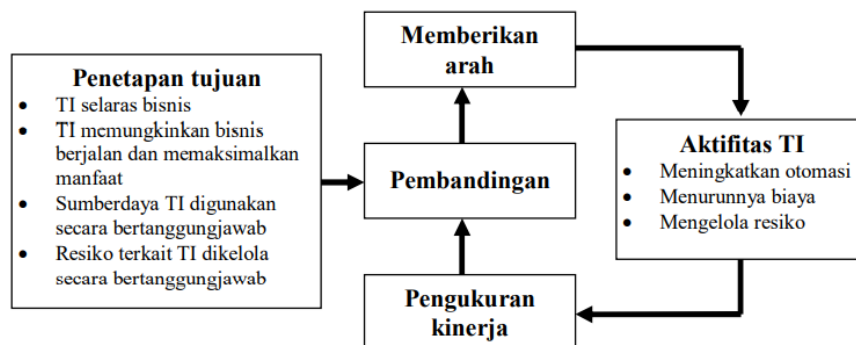 Penetapan tujuan
• TI selaras bisnis
• TI memungkinkan bisnis
berjalan dan memaksimalkan
manfaat
• Sumberdaya TI digunakan
secara bertanggungjawab
• Resiko terkait TI dikelola
secara bertanggungjawab
Memberikan
arah
Pembandingan
Pengukuran
kinerja
Aktifitas TI
• Meningkatkan otomasi
• Menurunnya biaya
• Mengelola resiko